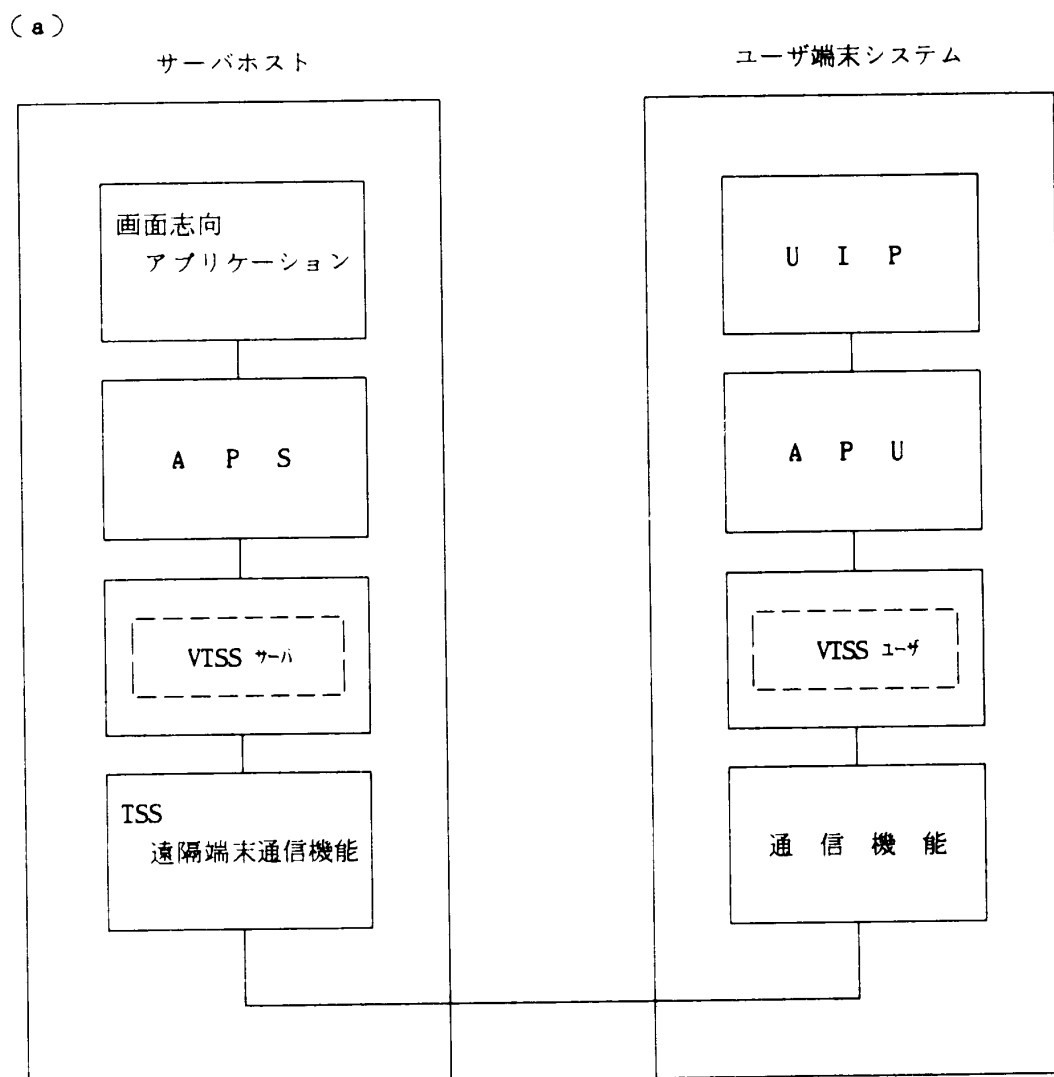 （a）
サーバホスト
画面志向
アプリケーション
A P S
VTSS サーバ
TSS
遠隔端末通信機能
ユーザ端末システム
U I P
A P U
VTSS ユーザ
通 信 機 能